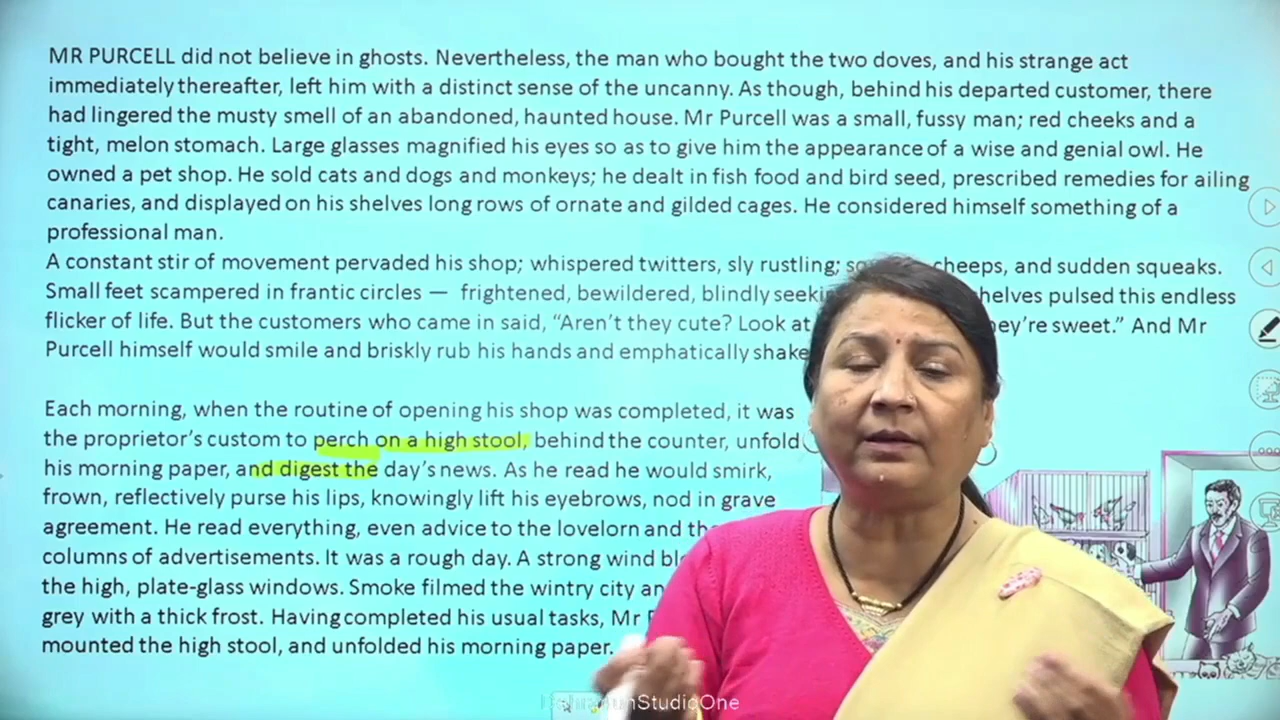 MR PURCELL did not believe in ghosts. Nevertheless, the man who bought the two doves, and his strange act
immediately thereafter, left him with a distinct sense of the uncanny. As though, behind his departed customer, there
had lingered the musty smell of an abandoned, haunted house. Mr Purcell was a small, fussy man; red cheeks and a
tight, melon stomach. Large glasses magnified his eyes so as to give him the appearance of a wise and genial owl. He
owned a pet shop. He sold cats and dogs and monkeys; he dealt in fish food and bird seed, prescribed remedies for ailing
canaries, and displayed on his shelves long rows of ornate and gilded cages. He considered himself something of a
professional man.
A constant stir of movement pervaded his shop; whispered twitters, sly rustling; cheeps, and sudden squeaks.
Small feet scampered in frantic circles — frightened, bewildered, blindly pulsed this endless
flicker of life. But the customers who came in said, “Aren’t they cute? Look at they’re sweet.” And Mr
Purcell himself would smile and briskly rub his hands and emphatically shake
Each morning, when the routine of opening his shop was completed, it was
the proprietor’s custom to perch on a high stool, behind the counter, unfold
his morning paper, and digest the day’s news. As he read he would smirk,
frown, reflectively purse his lips, knowingly lift his eyebrows, nod in grave
agreement. He read everything, even advice to the lovelorn and
columns of advertisements. It was a rough day. A strong wind
the high, plate-glass windows. Smoke filmed the wintry city
grey with a thick frost. Having completed his usual tasks, Mr
mounted the high stool, and unfolded his morning paper.
StudioOne